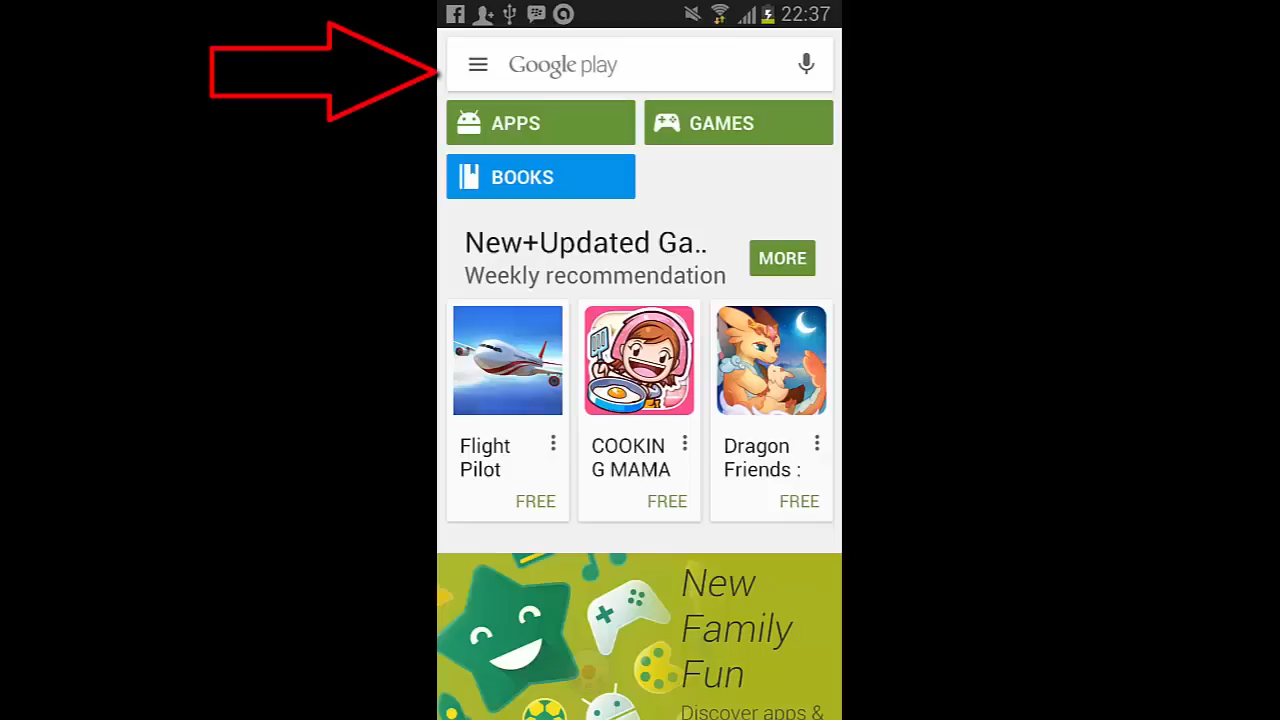 22:37
Google play
APPS
GAMES
BOOKS
New+Updated Ga..
Weekly recommendation
MORE
Flight
Pilot
FREE
COOKIN
G MAMA
FREE
Dragon
Friends :
FREE
New
Family
Fun
Discover apps &